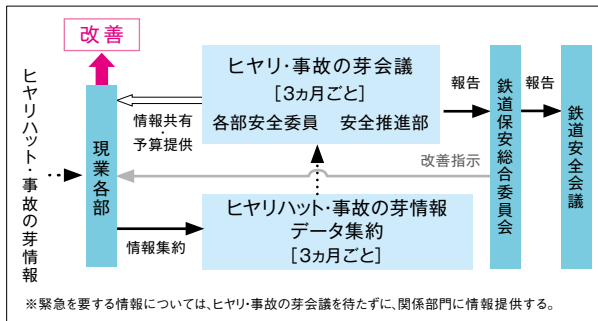 改善
ヒヤリハット・事故の芽情報
現業各部
情報共有
・
予算提供
ヒヤリ・事故の芽会議
[3ヵ月ごと]
各部安全委員　安全推進部
報告
鉄道保安総合委員会
報告
鉄道安全会議
改善指示
情報集約
ヒヤリハット・事故の芽情報
データ集約
[3ヵ月ごと]
※緊急を要する情報については、ヒヤリ・事故の芽会議を待たずに、関係部門に情報提供する。